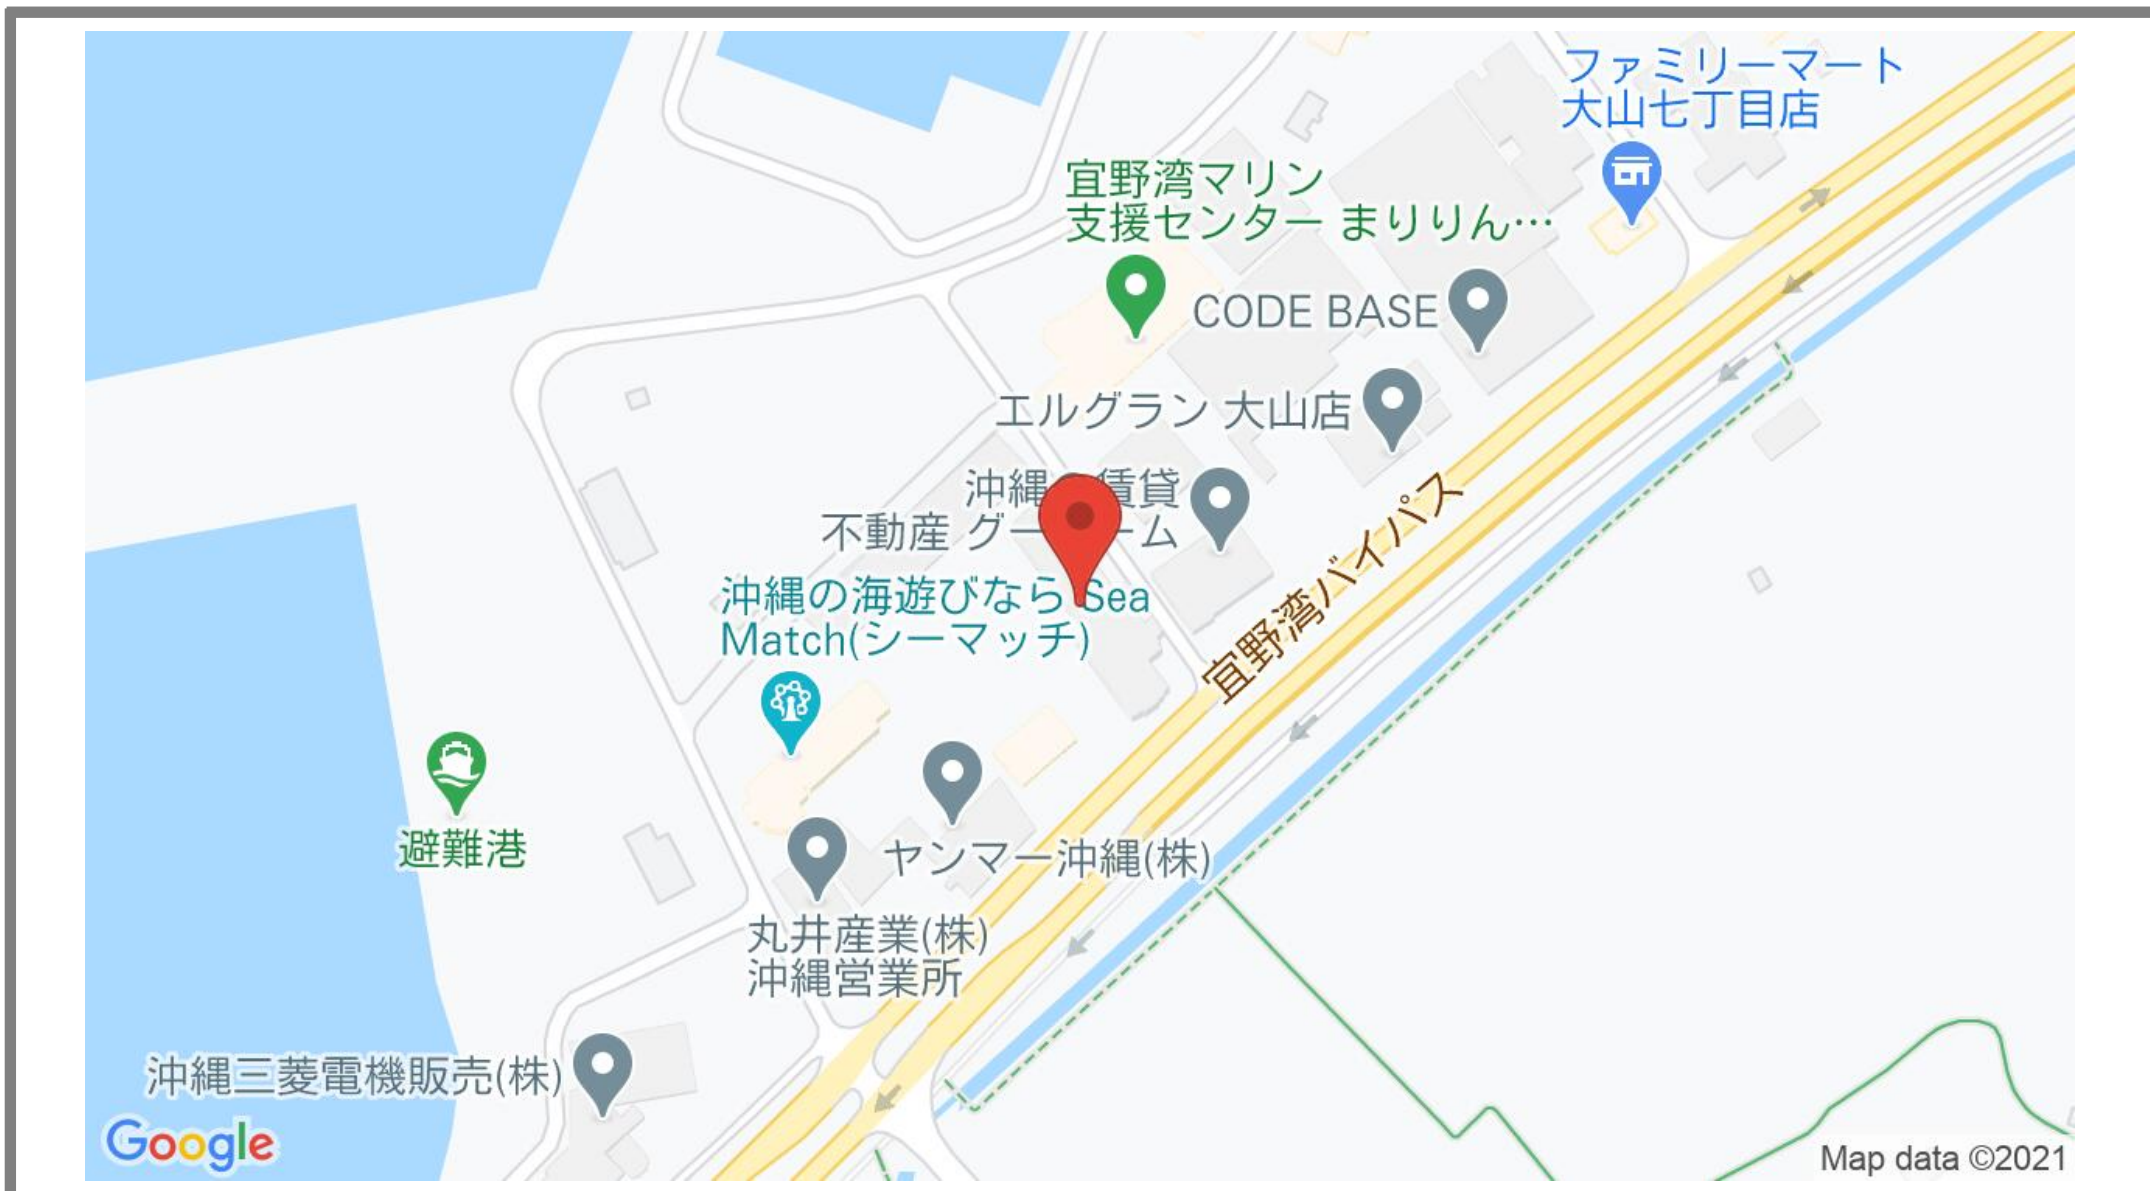 ファミリーマート
大山七丁目店
宜野湾マリン
支援センター まりりん…
CODE BASE
エルグラン 大山店
沖縄 賃貸
不動産 グー ーム
沖縄の海遊びなら Sea
Match(シーマッチ)
宜野湾バイパス
避難港
ヤンマー沖縄(株)
丸井産業(株)
沖縄営業所
沖縄三菱電機販売(株)
Google
Map data ©2021